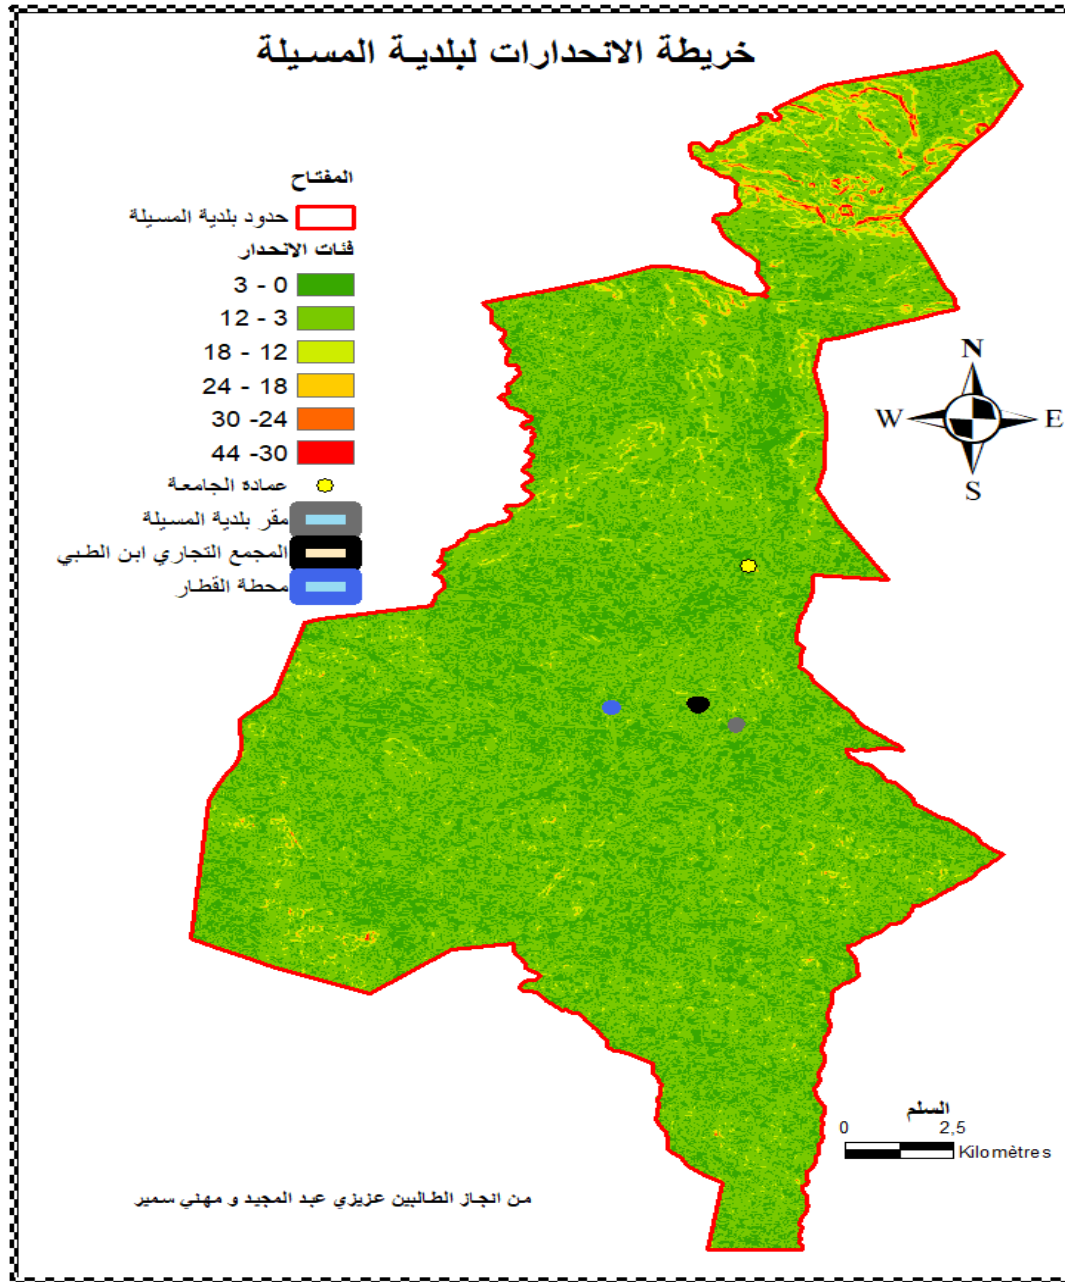 خريطة الانحدارات لبلدية المسيلة
المفتاح
حدود بلدية المسيلة
فئات الانحدار
3 - 0
12 - 3
18 - 12
24 - 18
30 -24
44 -30
عمادة الجامعة
مقر بلدية المسيلة
المجمع التجاري ابن الطبي
محطة القطار
N
W E
S
السلم
0 2,5
Kilomètres
من انجاز الطالبين عزيزي عبد المجيد و مهني سمير